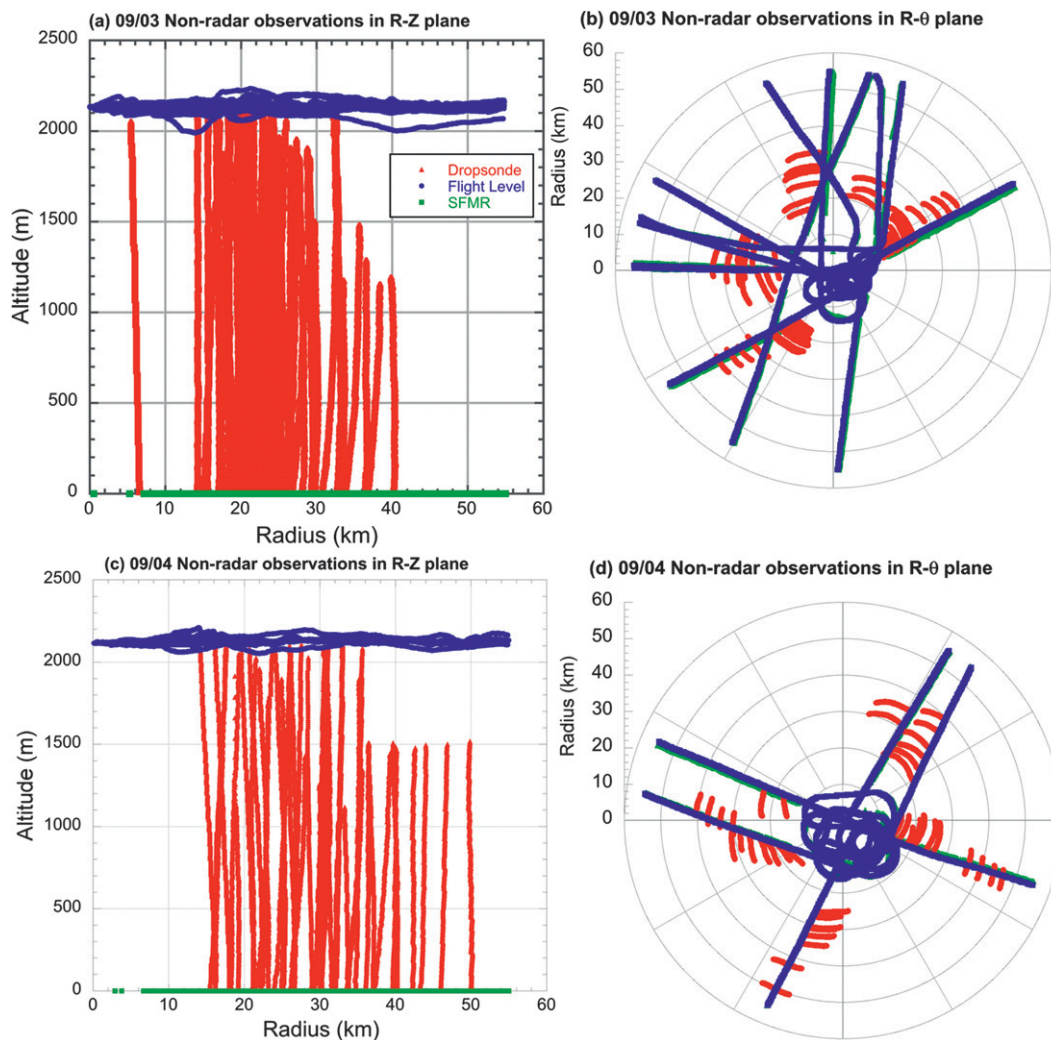 (a) 09/03 Non-radar observations in R-Z plane
2500
2000
1500
1000
500
0
Altitude (m)
Dropsonde
Flight Level
SFMR
0 10 20 30 40 50 60
Radius (km)
(b) 09/03 Non-radar observations in R-θ plane
60
50
40
30
20
10
0
Radius (km)
(c) 09/04 Non-radar observations in R-Z plane
2500
2000
1500
1000
500
0
Altitude (m)
0 10 20 30 40 50 60
Radius (km)
(d) 09/04 Non-radar observations in R-θ plane
60
50
40
30
20
10
0
Radius (km)